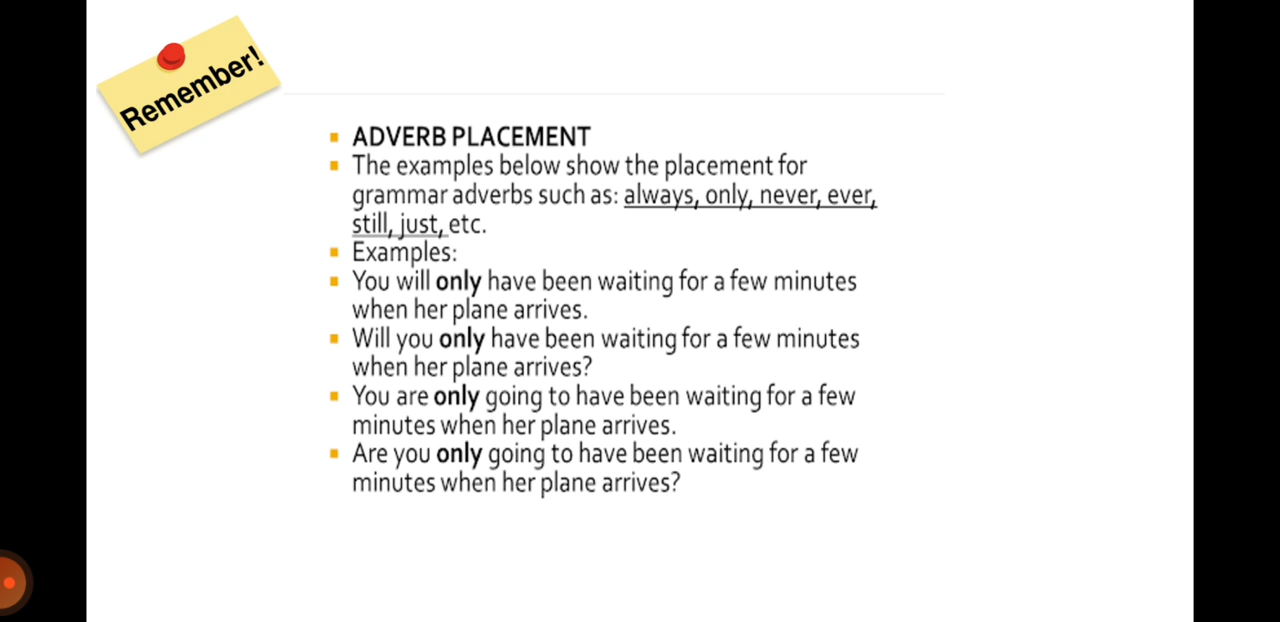 Remember!
ADVERB PLACEMENT
The examples below show the placement for
grammar adverbs such as: always, only, never, ever,
still, just, etc.
Examples:
You will only have been waiting for a few minutes
when her plane arrives.
Will you only have been waiting for a few minutes
when her plane arrives?
You are only going to have been waiting for a few
minutes when her plane arrives.
Are you only going to have been waiting for a few
minutes when her plane arrives?